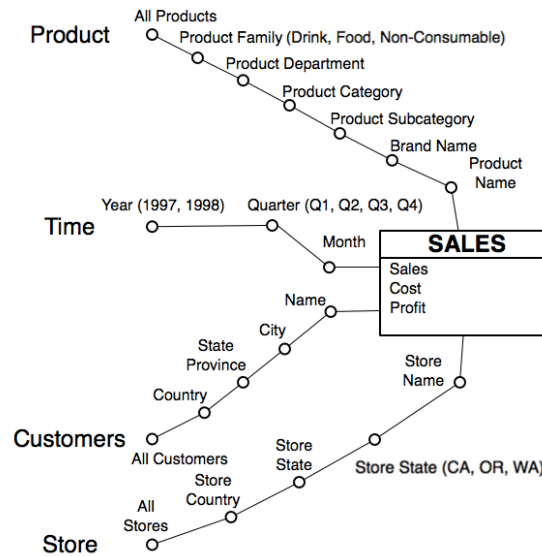 All Products
Product
Product Family (Drink, Food, Non-Consumable)
Product Department
Product Category
Product Subcategory
Brand Name
Product
Name
Time
Year (1997, 1998)
Quarter (Q1, Q2, Q3, Q4)
Month
SALES
Sales
Cost
Profit
Name
City
State
Province
Country
Customers
All Customers
Store
Name
Store State (CA, OR, WA)
Store
State
Store
Country
All
Stores
Store